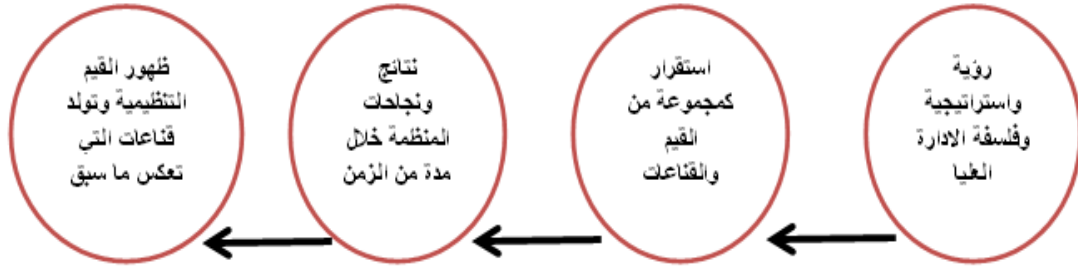 رؤية
واستراتيجية
وفلسفة الادارة
العليا
استقرار
كمجموعة من
القيم
والقناعات
نتائج
ونجاحات
المنظمة خلال
مدة من الزمن
ظهور القيم
التنظيمية وتولد
قناعات التي
تعكس ما سبق